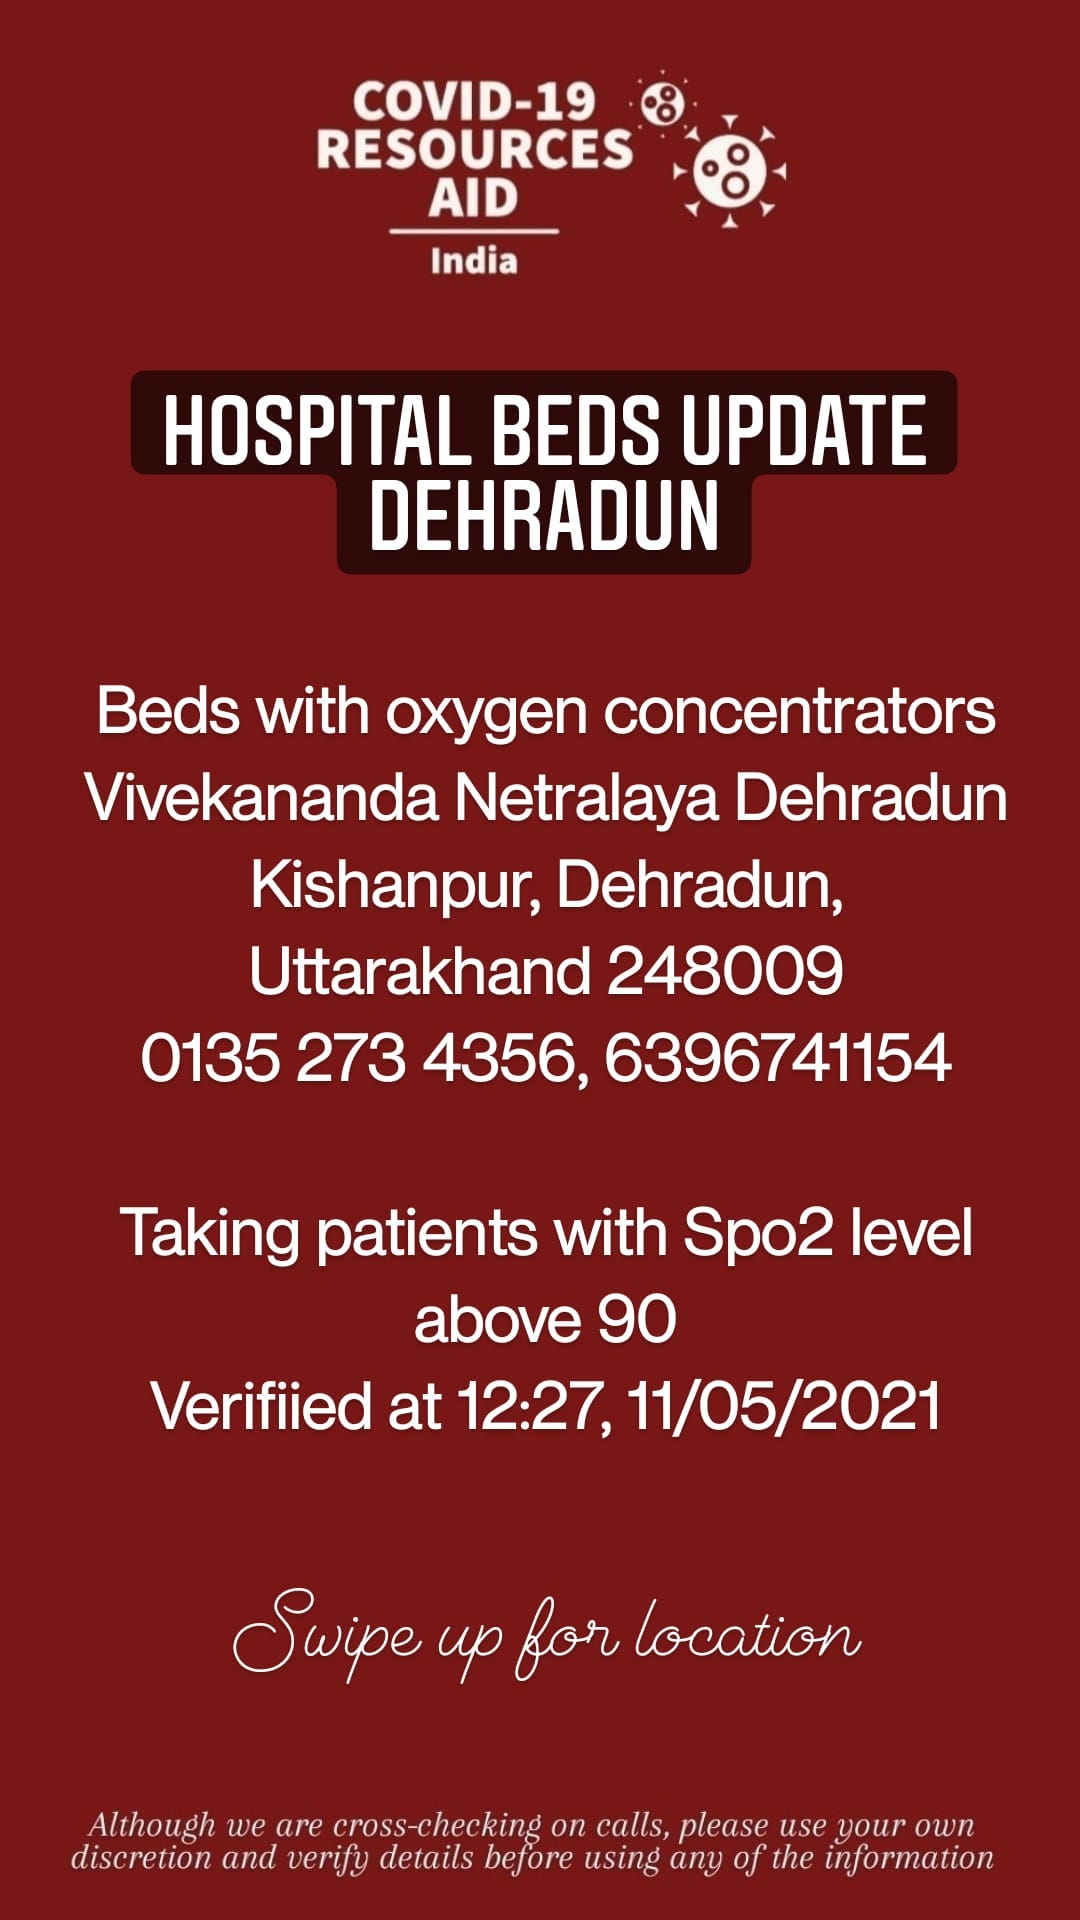 COVID-19
RESOURCES
AID
India
HOSPITAL BEDS UPDATE
DEHRADUN
Beds with oxygen concentrators
Vivekananda Netralaya Dehradun
Kishanpur, Dehradun,
Uttarakhand 248009
0135 273 4356, 6396741154
Taking patients with Spo2 level
above 90
Verifiied at 12:27, 11/05/2021
Swipe up for location
Although we are cross-checking on calls, please use your own
discretion and verify details before using any of the information